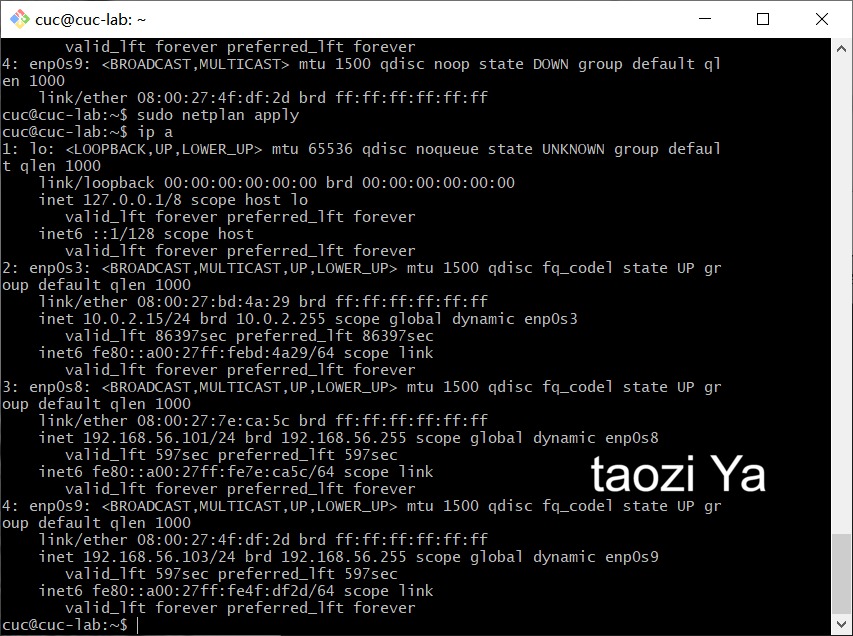 cuc@cuc-lab: ~
valid_lft forever preferred_lft forever
4: enp0s9: <BROADCAST,MULTICAST> mtu 1500 qdisc noop state DOWN group default ql
en 1000
link/ether 08:00:27:4f:df:2d brd ff:ff:ff:ff:ff:ff
cuc@cuc-lab:~$ sudo netplan apply
cuc@cuc-lab:~$ ip a
1: lo: <LOOPBACK,UP,LOWER_UP> mtu 65536 qdisc noqueue state UNKNOWN group defaul
t qlen 1000
link/loopback 00:00:00:00:00:00 brd 00:00:00:00:00:00
inet 127.0.0.1/8 scope host lo
valid_lft forever preferred_lft forever
inet6 ::1/128 scope host
valid_lft forever preferred_lft forever
2: enp0s3: <BROADCAST,MULTICAST,UP,LOWER_UP> mtu 1500 qdisc fq_codel state UP gr
oup default qlen 1000
link/ether 08:00:27:bd:4a:29 brd ff:ff:ff:ff:ff:ff
inet 10.0.2.15/24 brd 10.0.2.255 scope global dynamic enp0s3
valid_lft 86397sec preferred_lft 86397sec
inet6 fe80::a00:27ff:febd:4a29/64 scope link
valid_lft forever preferred_lft forever
3: enp0s8: <BROADCAST,MULTICAST,UP,LOWER_UP> mtu 1500 qdisc fq_codel state UP gr
oup default qlen 1000
link/ether 08:00:27:7e:ca:5c brd ff:ff:ff:ff:ff:ff
inet 192.168.56.101/24 brd 192.168.56.255 scope global dynamic enp0s8
valid_lft 597sec preferred_lft 597sec
inet6 fe80::a00:27ff:fe7e:ca5c/64 scope link
taozi Ya
valid_lft forever preferred_lft forever
4: enp0s9: <BROADCAST,MULTICAST,UP,LOWER_UP> mtu 1500 qdisc fq_codel state UP gr
oup default qlen 1000
link/ether 08:00:27:4f:df:2d brd ff:ff:ff:ff:ff:ff
inet 192.168.56.103/24 brd 192.168.56.255 scope global dynamic enp0s9
valid_lft 597sec preferred_lft 597sec
inet6 fe80::a00:27ff:fe4f:df2d/64 scope link
valid_lft forever preferred_lft forever
cuc@cuc-lab:~$